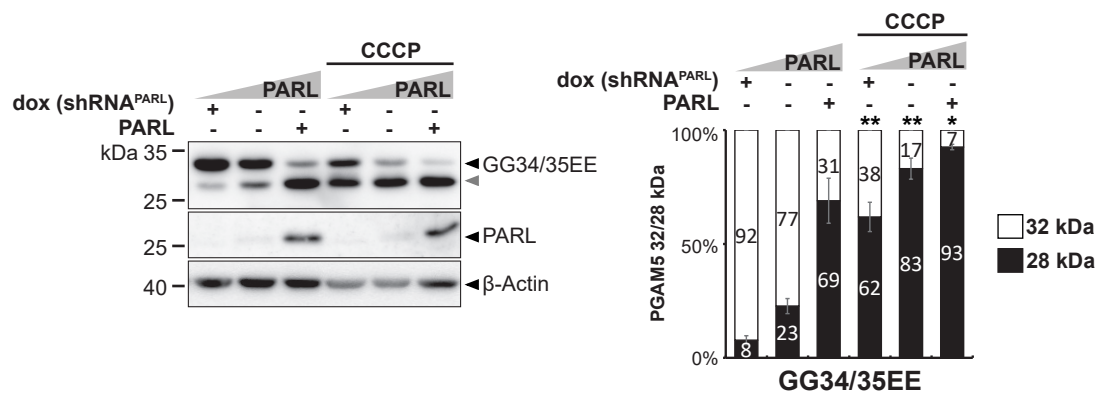 CCCP
PARL PARL
dox (shRNAPARL) + - - + - -
PARL - - + - - +
kDa 35
GG34/35EE
25
25
PARL
40
β-Actin
CCCP
PARL PARL
dox (shRNAPARL) + - - + - -
PARL - - + - - +
** ** *
PGAM5 32/28 kDa
100%
50%
0%
92 77 31 38 17 7
8 23 69 62 83 93
32 kDa
28 kDa
GG34/35EE